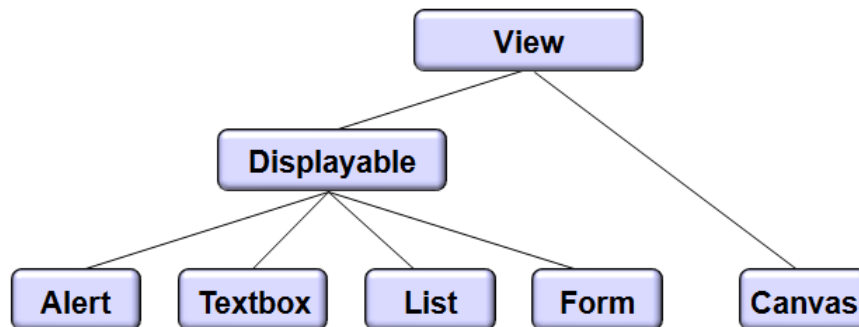 View
Displayable
Alert
Textbox
List
Form
Canvas